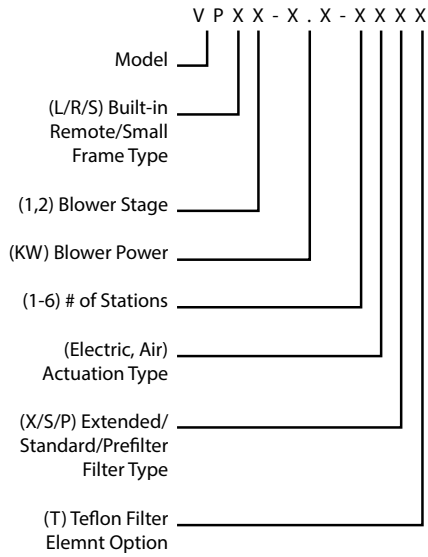 V P X X - X . X - X X X X
Model
(L/R/S) Built-in
Remote/Small
Frame Type
(1,2) Blower Stage
(KW) Blower Power
(1-6) # of Stations
(Electric, Air)
Actuation Type
(X/S/P) Extended/
Standard/Prefilter
Filter Type
(T) Teflon Filter
Elemnt Option